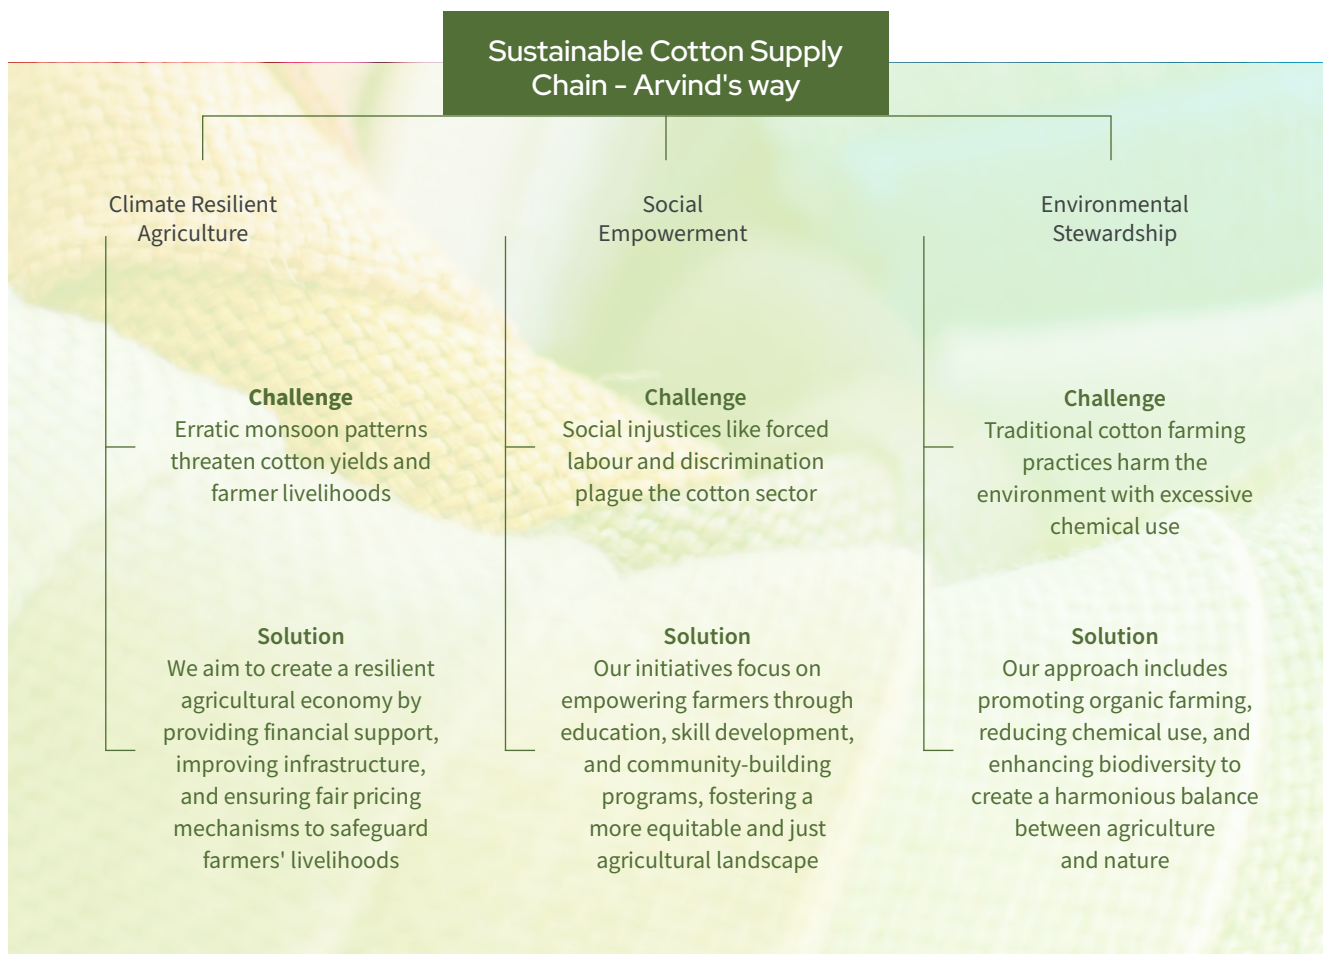 Sustainable Cotton Supply
Chain - Arvind's way
Climate Resilient
Agriculture
Challenge
Erratic monsoon patterns
threaten cotton yields and
farmer livelihoods
Solution
We aim to create a resilient
agricultural economy by
providing financial support,
improving infrastructure,
and ensuring fair pricing
mechanisms to safeguard
farmers' livelihoods
Social
Empowerment
Challenge
Social injustices like forced
labour and discrimination
plague the cotton sector
Solution
Our initiatives focus on
empowering farmers through
education, skill development,
and community-building
programs, fostering a
more equitable and just
agricultural landscape
Environmental
Stewardship
Challenge
Traditional cotton farming
practices harm the
environment with excessive
chemical use
Solution
Our approach includes
promoting organic farming,
reducing chemical use, and
enhancing biodiversity to
create a harmonious balance
between agriculture
and nature